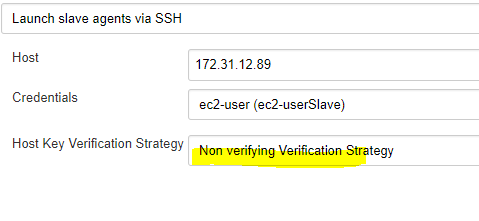 Launch slave agents via SSH
Host
172.31.12.89
Credentials
ec2-user (ec2-userSlave)
Host Key Verification Strategy
Non verifying Verification Strategy